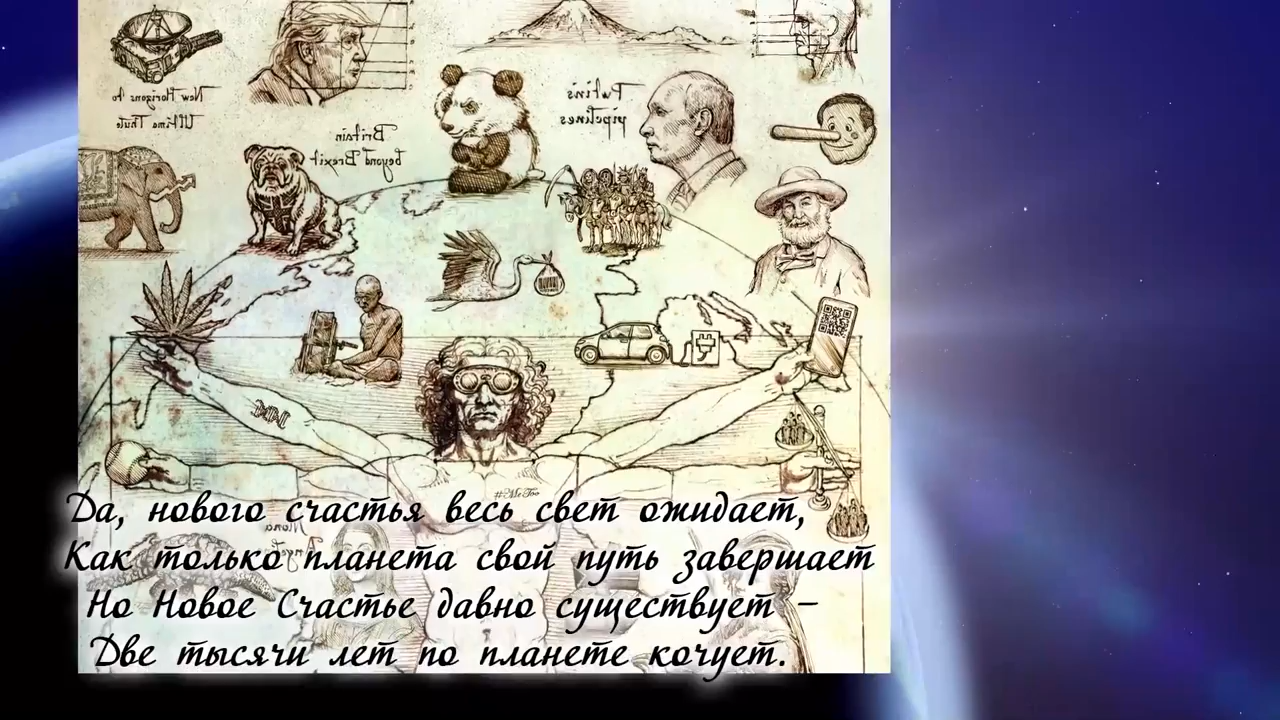 New Horizons to
Ultima Thule
Britain
beyond Brexit
Putin's
pipelines
#MeToo
Да, нового счастья весь свет ожидает,
Как только планета свой путь завершает
Но Новое Счастье давно существует –
Две тысячи лет по планете кочует.